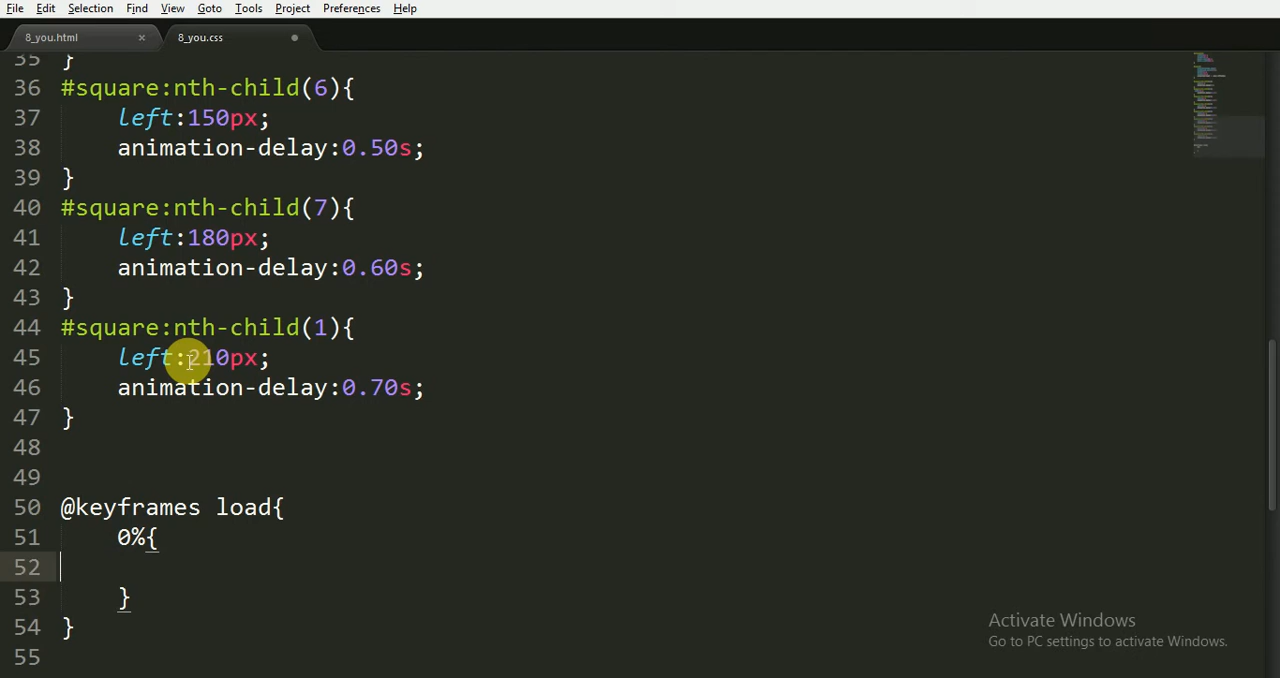 File Edit Selection Find View Goto Tools Project Preferences Help
8_you.html × 8_you.css
35 }
36 #square:nth-child(6){
37 left:150px;
38 animation-delay:0.50s;
39 }
40 #square:nth-child(7){
41 left:180px;
42 animation-delay:0.60s;
43 }
44 #square:nth-child(1){
45 left:210px;
46 animation-delay:0.70s;
47 }
48
49
50 @keyframes load{
51 0%{
52
53 }
54 }
55
Activate Windows
Go to PC settings to activate Windows.